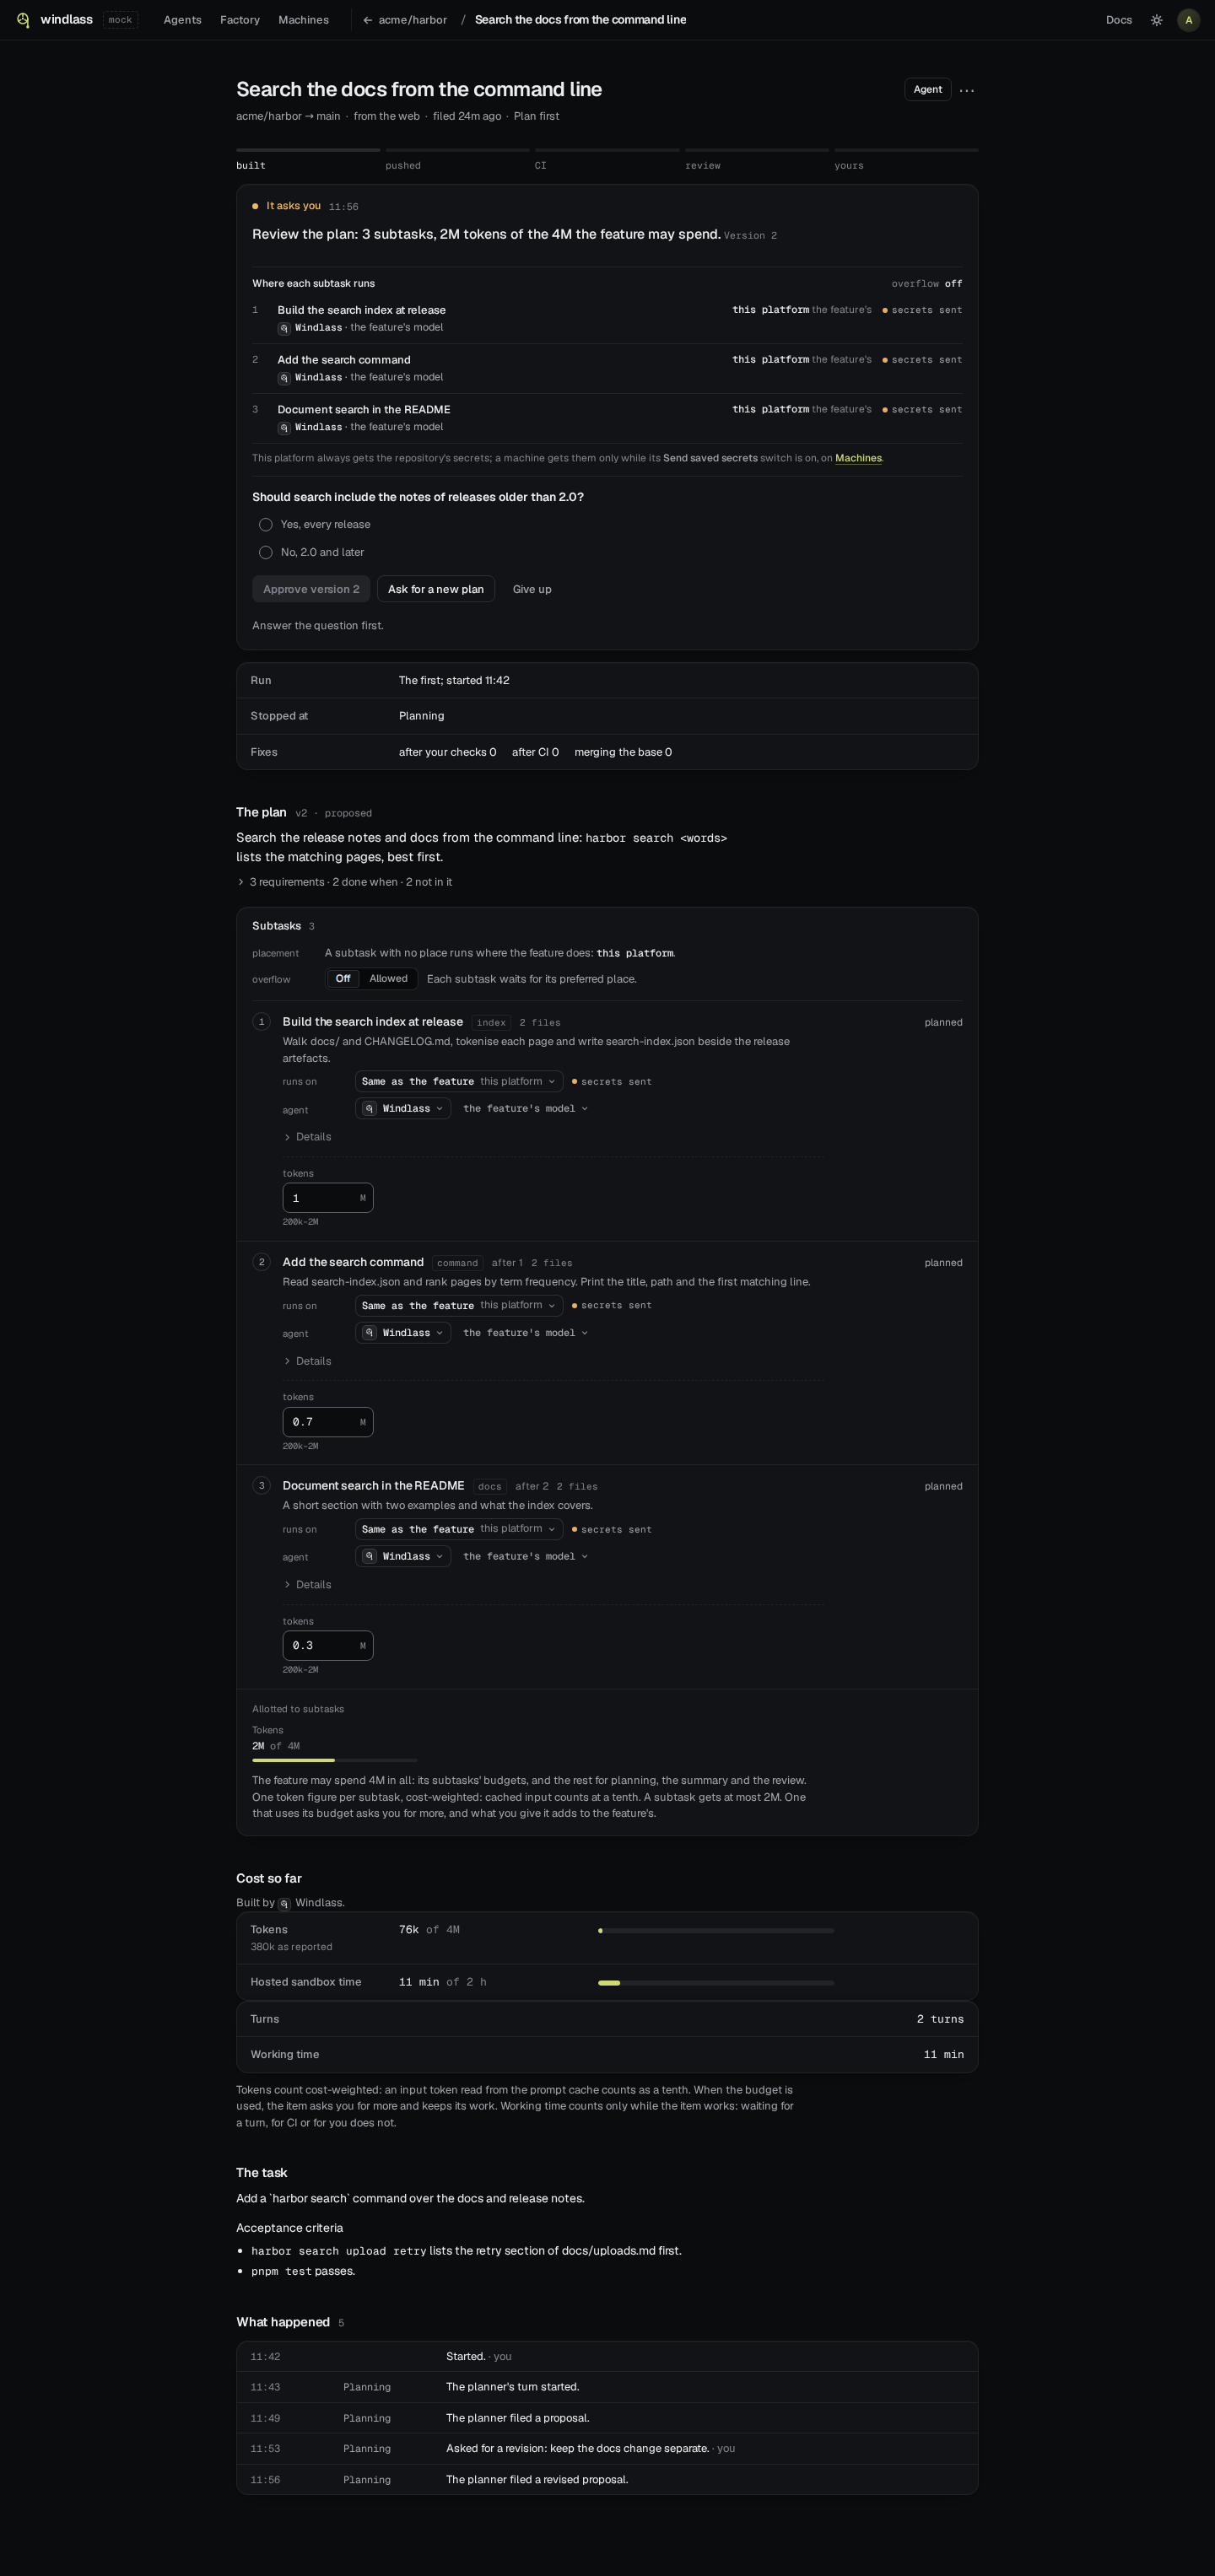 windlass mock Agents Factory Machines ← acme/harbor / Search the docs from the command line Docs A
Search the docs from the command line Agent ···
acme/harbor → main · from the web · filed 24m ago · Plan first
built pushed CI review yours
It asks you 11:56
Review the plan: 3 subtasks, 2M tokens of the 4M the feature may spend. Version 2
Where each subtask runs overflow off
1 Build the search index at release this platform the feature's secrets sent
Windlass · the feature's model
2 Add the search command this platform the feature's secrets sent
Windlass · the feature's model
3 Document search in the README this platform the feature's secrets sent
Windlass · the feature's model
This platform always gets the repository's secrets; a machine gets them only while its Send saved secrets switch is on, on Machines.
Should search include the notes of releases older than 2.0?
Yes, every release
No, 2.0 and later
Approve version 2 Ask for a new plan Give up
Answer the question first.
Run The first; started 11:42
Stopped at Planning
Fixes after your checks 0 after CI 0 merging the base 0
The plan v2 · proposed
Search the release notes and docs from the command line: harbor search <words>
lists the matching pages, best first.
3 requirements · 2 done when · 2 not in it
Subtasks 3
placement A subtask with no place runs where the feature does: this platform.
overflow Off Allowed Each subtask waits for its preferred place.
1 Build the search index at release index 2 files planned
Walk docs/ and CHANGELOG.md, tokenise each page and write search-index.json beside the release
artefacts.
runs on Same as the feature this platform secrets sent
agent Windlass the feature's model
Details
tokens
1 M
200k–2M
2 Add the search command command after 1 2 files planned
Read search-index.json and rank pages by term frequency. Print the title, path and the first matching line.
runs on Same as the feature this platform secrets sent
agent Windlass the feature's model
Details
tokens
0.7 M
200k–2M
3 Document search in the README docs after 2 2 files planned
A short section with two examples and what the index covers.
runs on Same as the feature this platform secrets sent
agent Windlass the feature's model
Details
tokens
0.3 M
200k–2M
Allotted to subtasks
Tokens
2M of 4M
The feature may spend 4M in all: its subtasks' budgets, and the rest for planning, the summary and the review.
One token figure per subtask, cost-weighted: cached input counts at a tenth. A subtask gets at most 2M. One
that uses its budget asks you for more, and what you give it adds to the feature's.
Cost so far
Built by Windlass.
Tokens 76k of 4M
380k as reported
Hosted sandbox time 11 min of 2 h
Turns 2 turns
Working time 11 min
Tokens count cost-weighted: an input token read from the prompt cache counts as a tenth. When the budget is
used, the item asks you for more and keeps its work. Working time counts only while the item works: waiting for
a turn, for CI or for you does not.
The task
Add a `harbor search` command over the docs and release notes.
Acceptance criteria
• harbor search upload retry lists the retry section of docs/uploads.md first.
• pnpm test passes.
What happened 5
11:42 Started. · you
11:43 Planning The planner's turn started.
11:49 Planning The planner filed a proposal.
11:53 Planning Asked for a revision: keep the docs change separate. · you
11:56 Planning The planner filed a revised proposal.